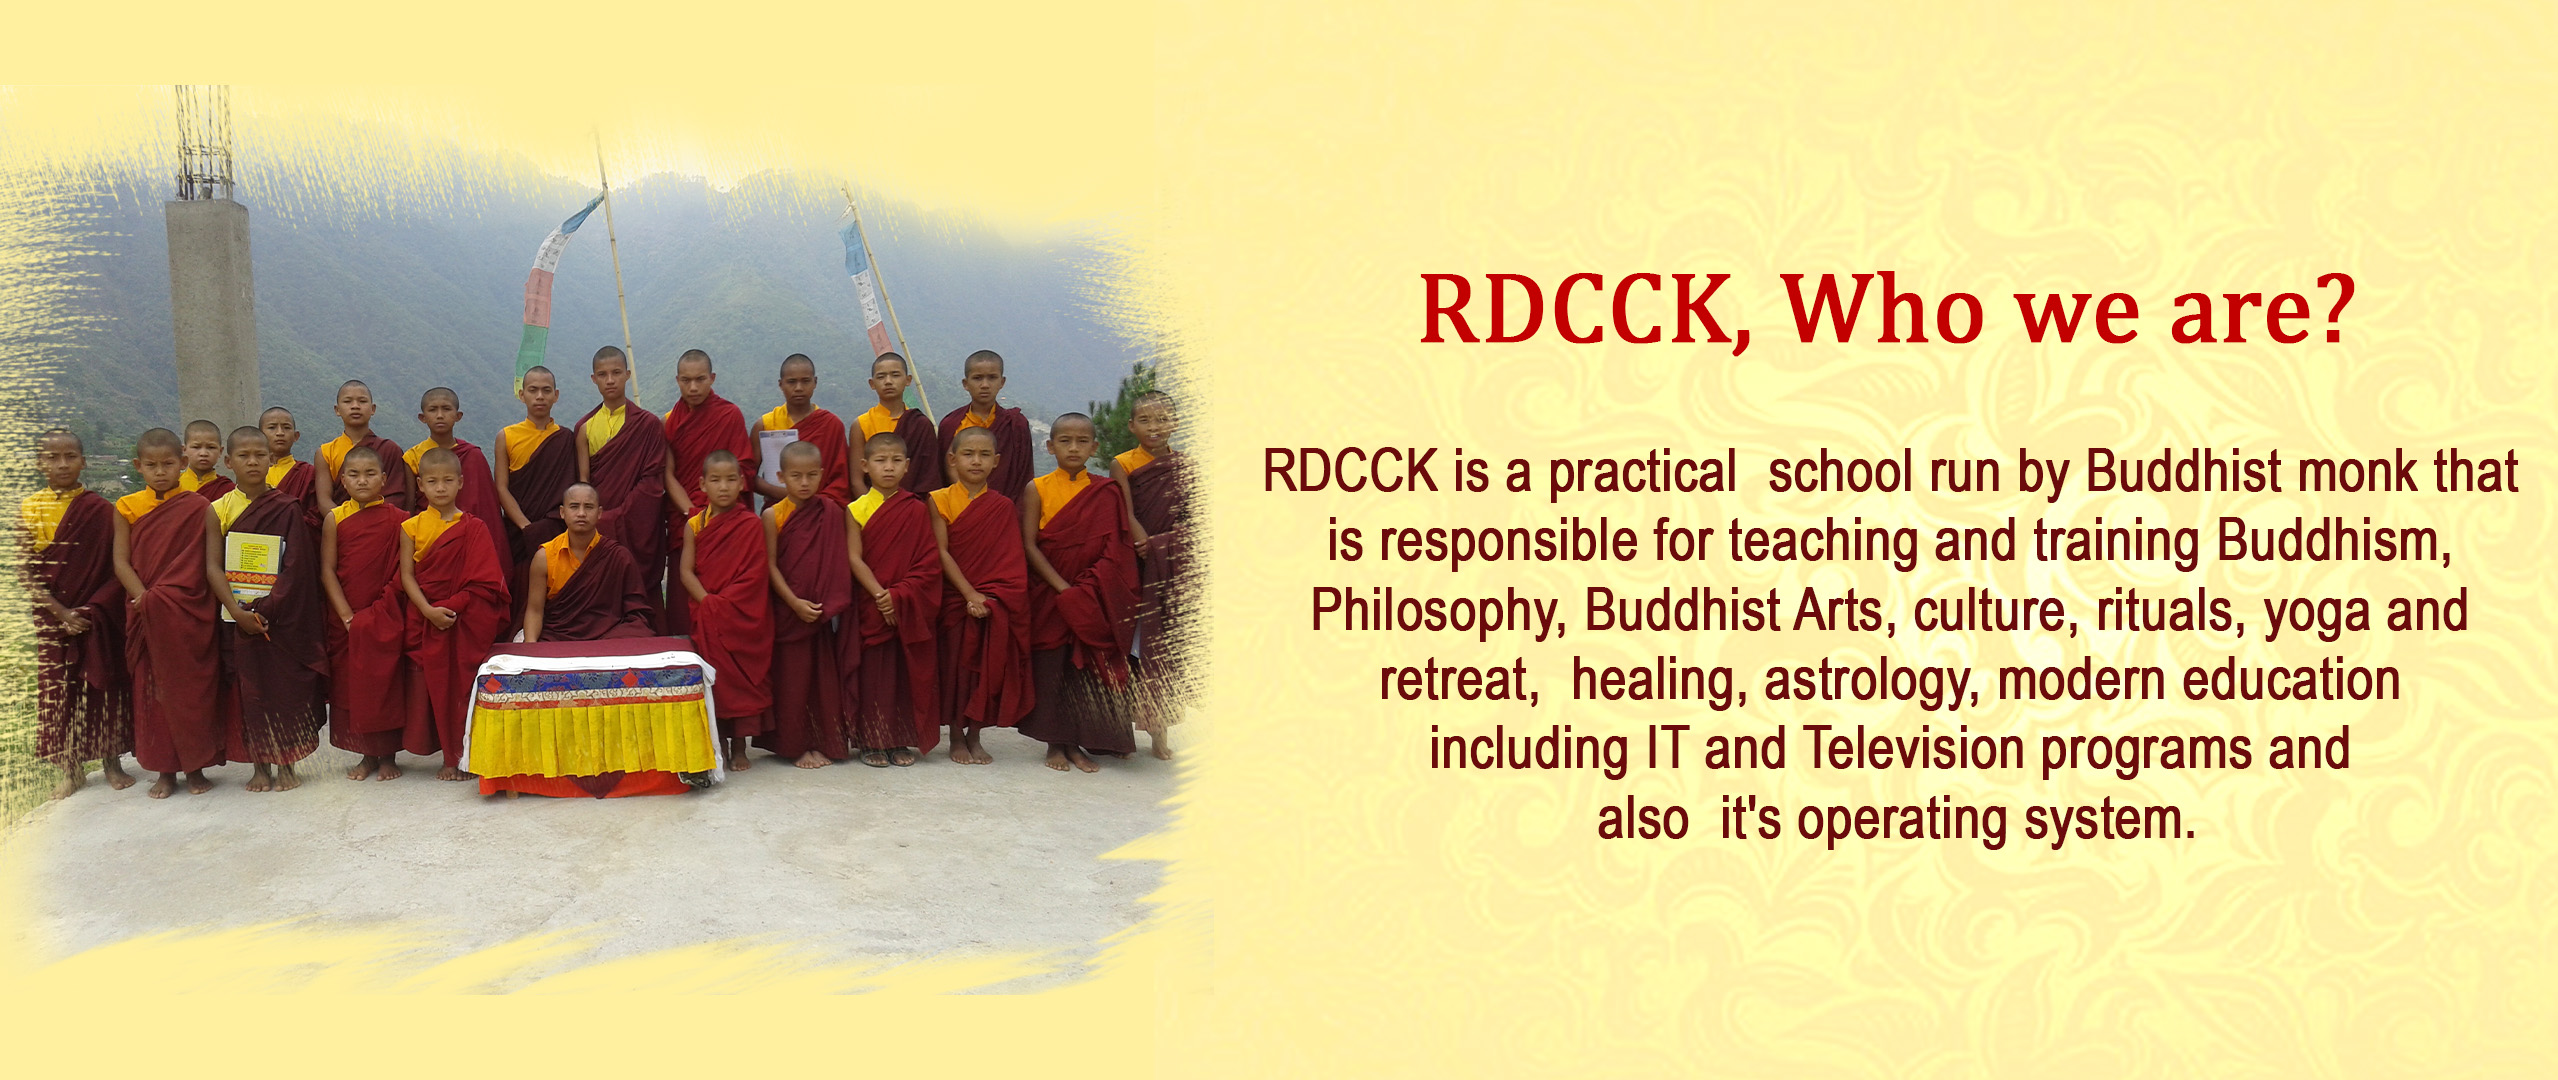 RDCCK, Who we are?
RDCCK is a practical school run by Buddhist monk that
is responsible for teaching and training Buddhism,
Philosophy, Buddhist Arts, culture, rituals, yoga and
retreat, healing, astrology, modern education
including IT and Television programs and
also it's operating system.